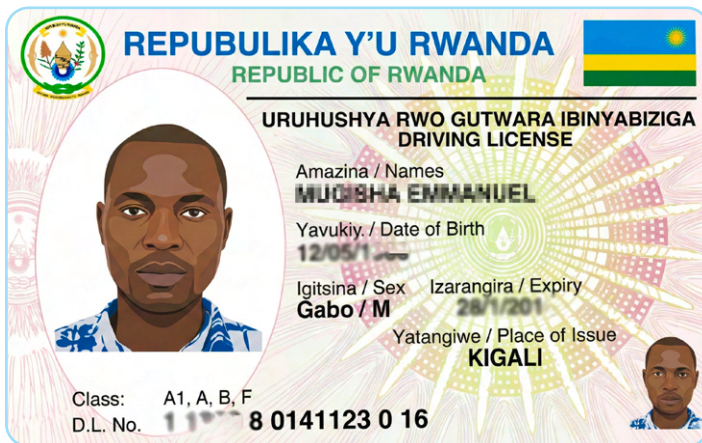 REPUBULIKA Y'U RWANDA
REPUBLIC OF RWANDA
URUHUSHYA RWO GUTWARA IBINYABIZIGA
DRIVING LICENSE
Amazina / Names
Yavukiy. / Date of Birth
Igitsina / Sex Izarangira / Expiry
Gabo / M
Yatangiwe / Place of Issue
KIGALI
Class: A1, A, B, F
D.L. No. 8 0141123 0 16